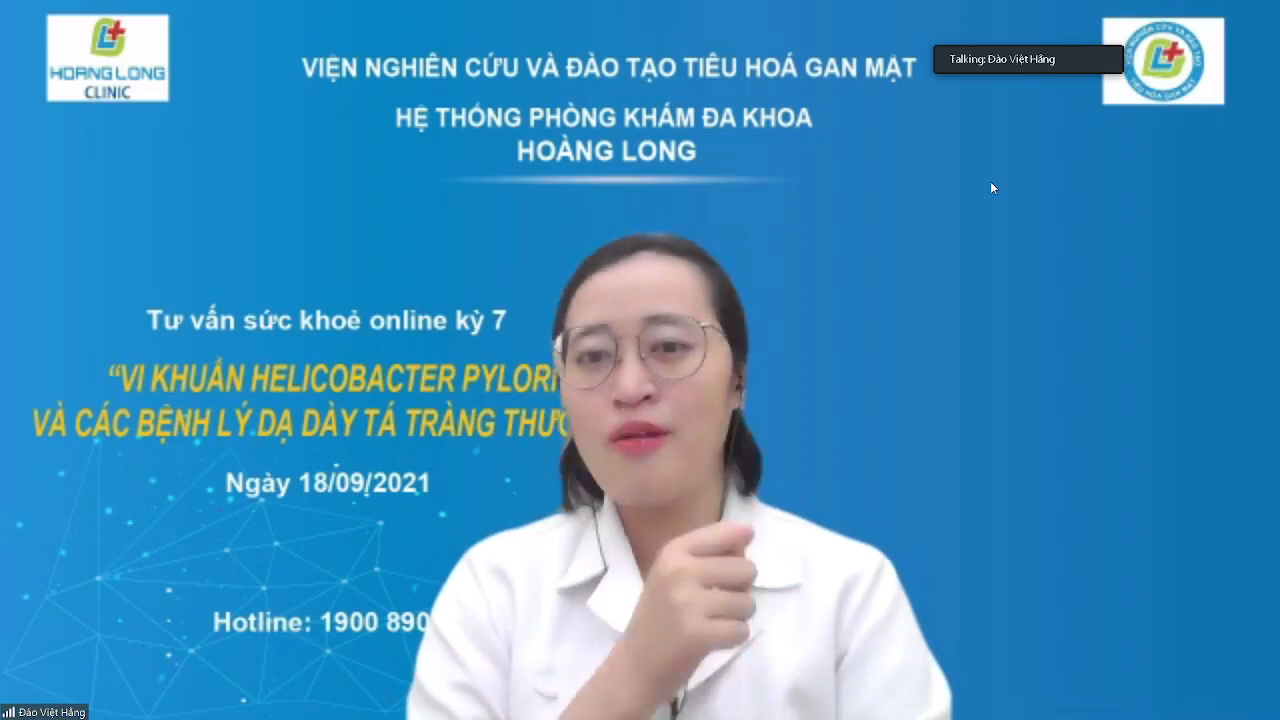 HOANG LONG
CLINIC
VIỆN NGHIÊN CỨU VÀ ĐÀO TẠO TIÊU HOÁ GAN MẬT
Talking: Đào Việt Hằng
HỆ THỐNG PHÒNG KHÁM ĐA KHOA
HOÀNG LONG
Tư vấn sức khoẻ online kỳ 7
“VI KHUẨN HELICOBACTER PYLORI
VÀ CÁC BỆNH LÝ DẠ DÀY TÁ TRÀNG
Ngày 18/09/2021
Hotline: 1900 890
Đào Việt Hằng